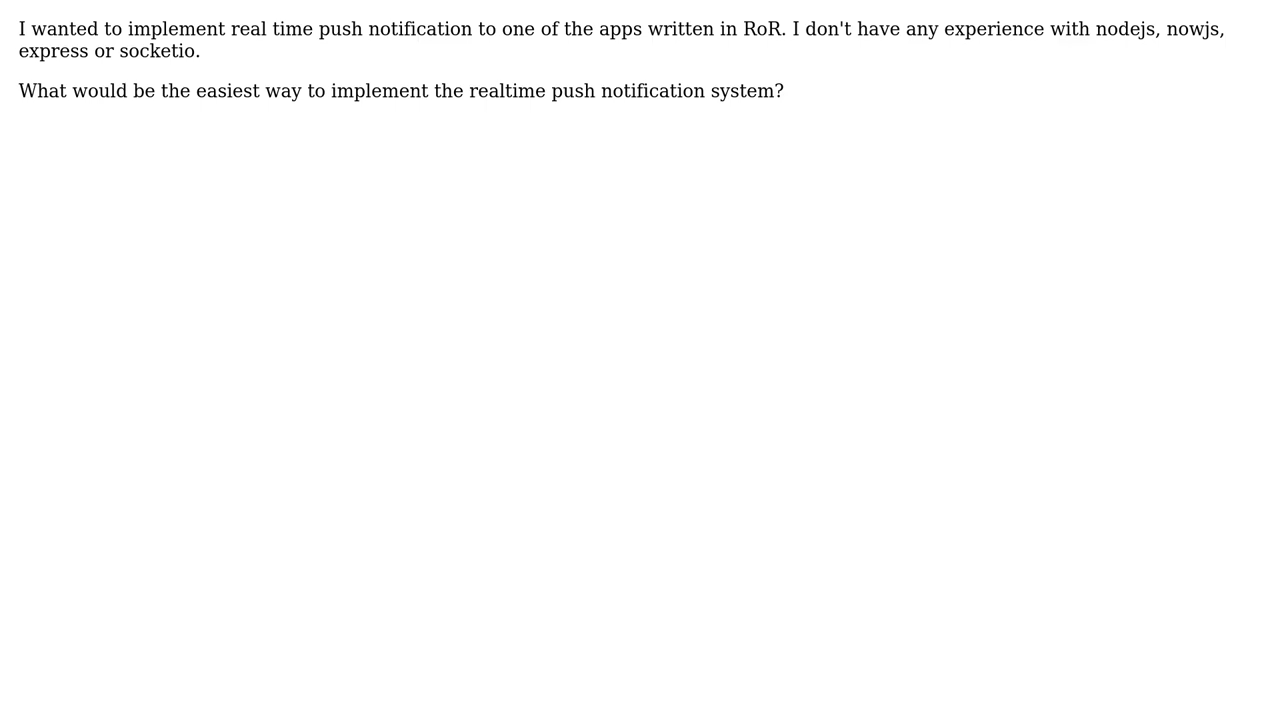 I wanted to implement real time push notification to one of the apps written in RoR. I don't have any experience with nodejs, nowjs,
express or socketio.
What would be the easiest way to implement the realtime push notification system?